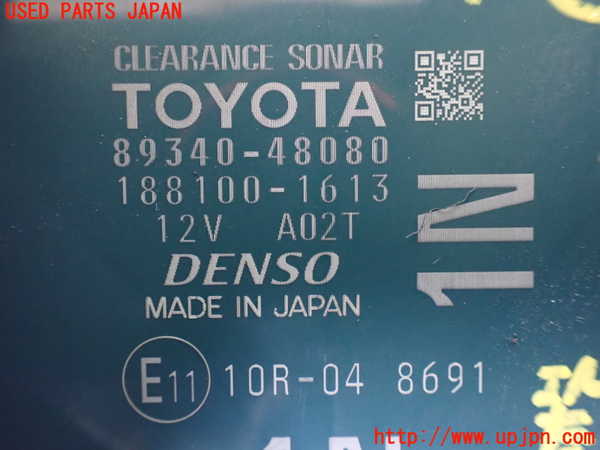 USED PARTS JAPAN
CLEARANCE SONAR
TOYOTA
89340-48080
188100-1613
12V A02T
DENSO
MADE IN JAPAN
1N
E11 10R-04 8691
http://www.upjpn.com